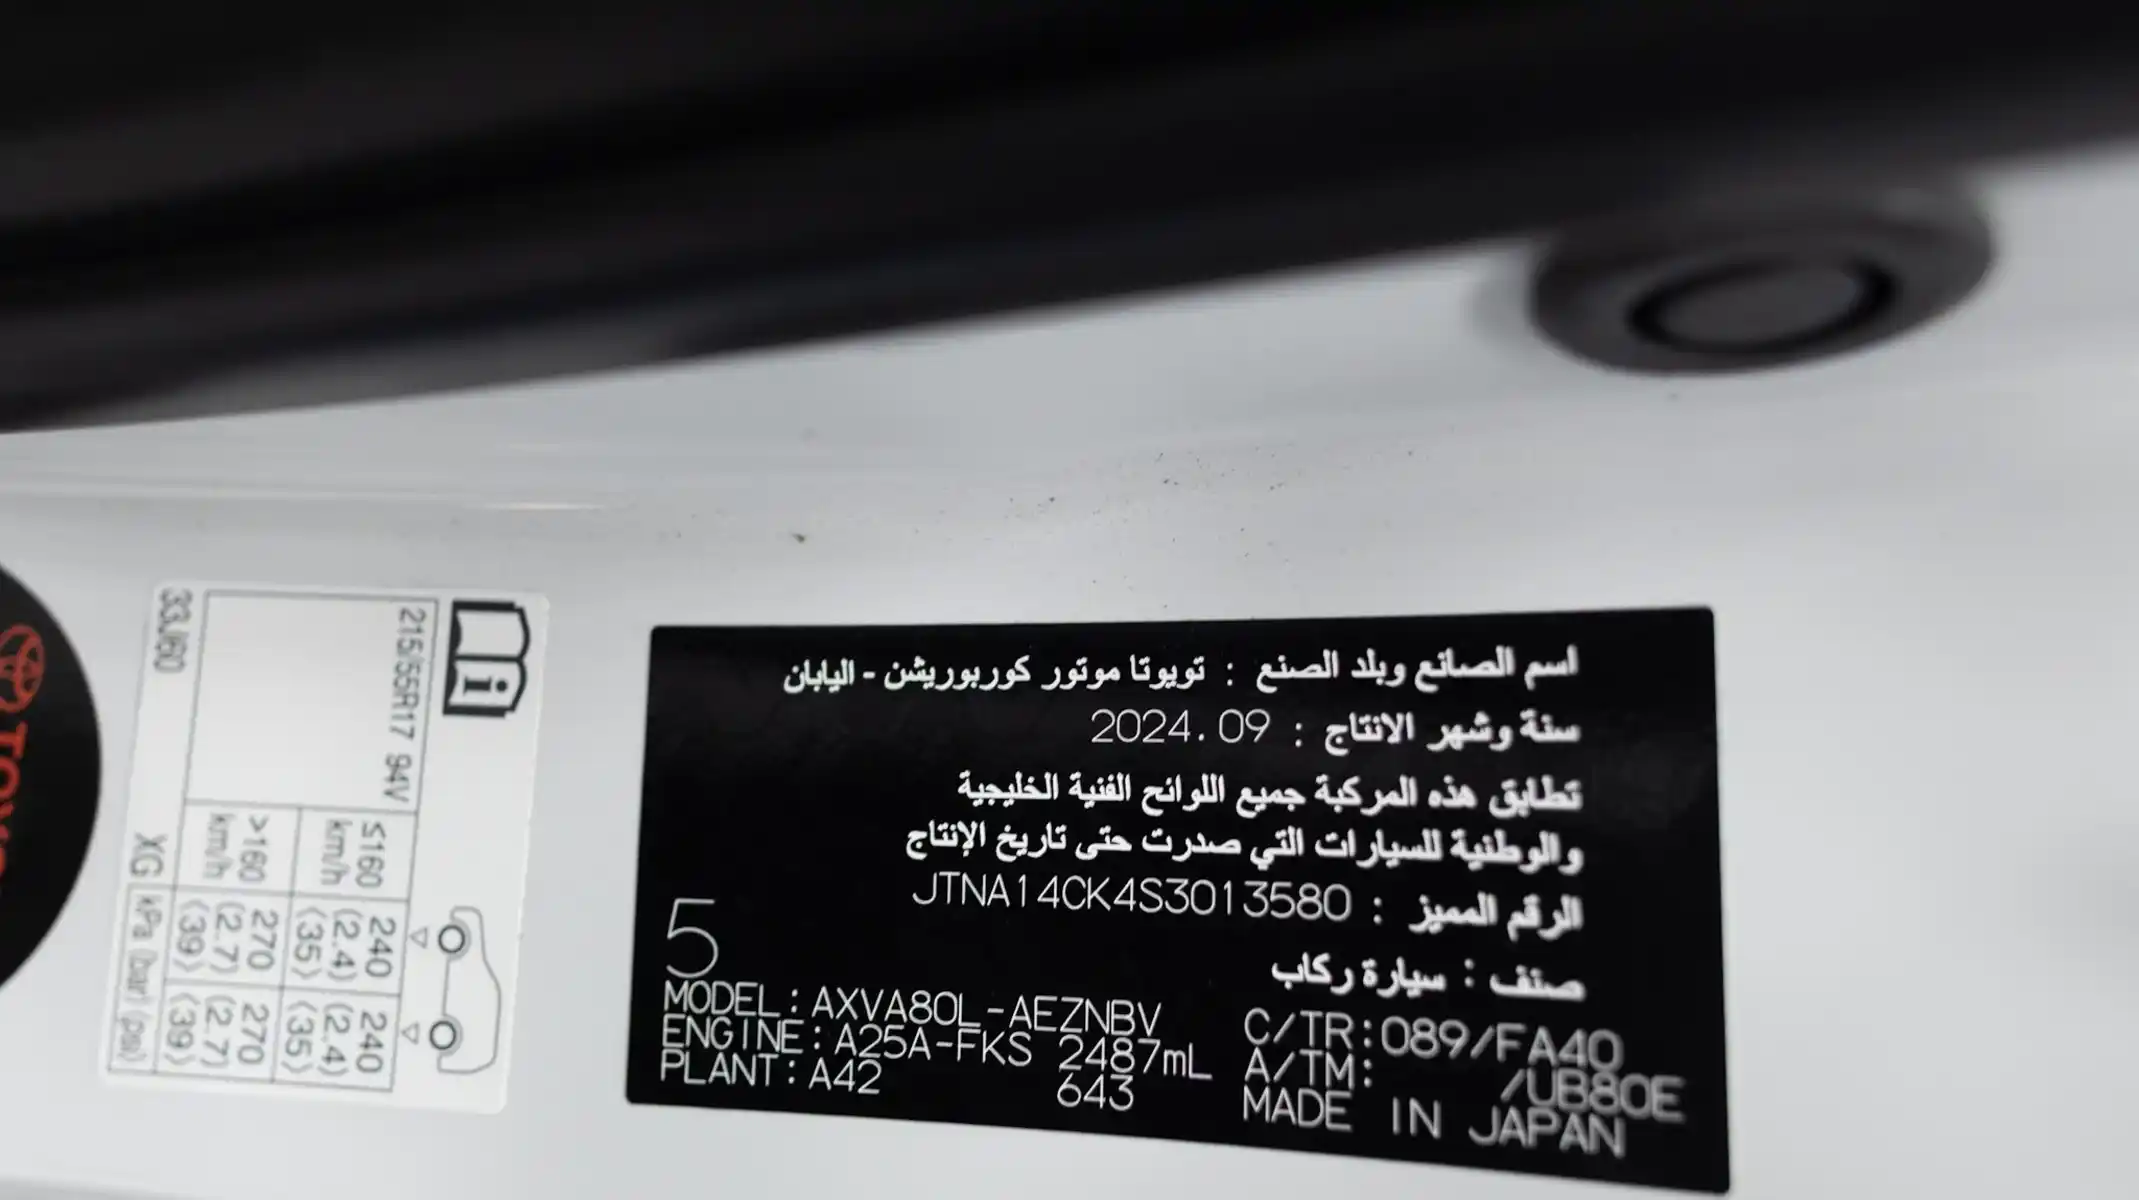 اسم الصانع وبلد الصنع : تويوتا موتور كوربوريشن - اليابان
سنة وشهر الانتاج : 2024.09
تطابق هذه المركبة جميع اللوائح الفنية الخليجية
والوطنية للسيارات التي صدرت حتى تاريخ الإنتاج
الرقم المميز : JTNA14CK4S3013580
صنف : سيارة ركاب
5
MODEL: AXVA80L-AEZNBV C/TR: 089/FA40
ENGINE: A25A-FKS 2487mL A/TM: /UB80E
PLANT: A42 643 MADE IN JAPAN
215/55R17 94V
≤160 km/h 240 (2.4) ⟨35⟩ 240 (2.4) ⟨35⟩
>160 km/h 270 (2.7) ⟨39⟩ 270 (2.7) ⟨39⟩
33J60 XG kPa (bar) ⟨psi⟩